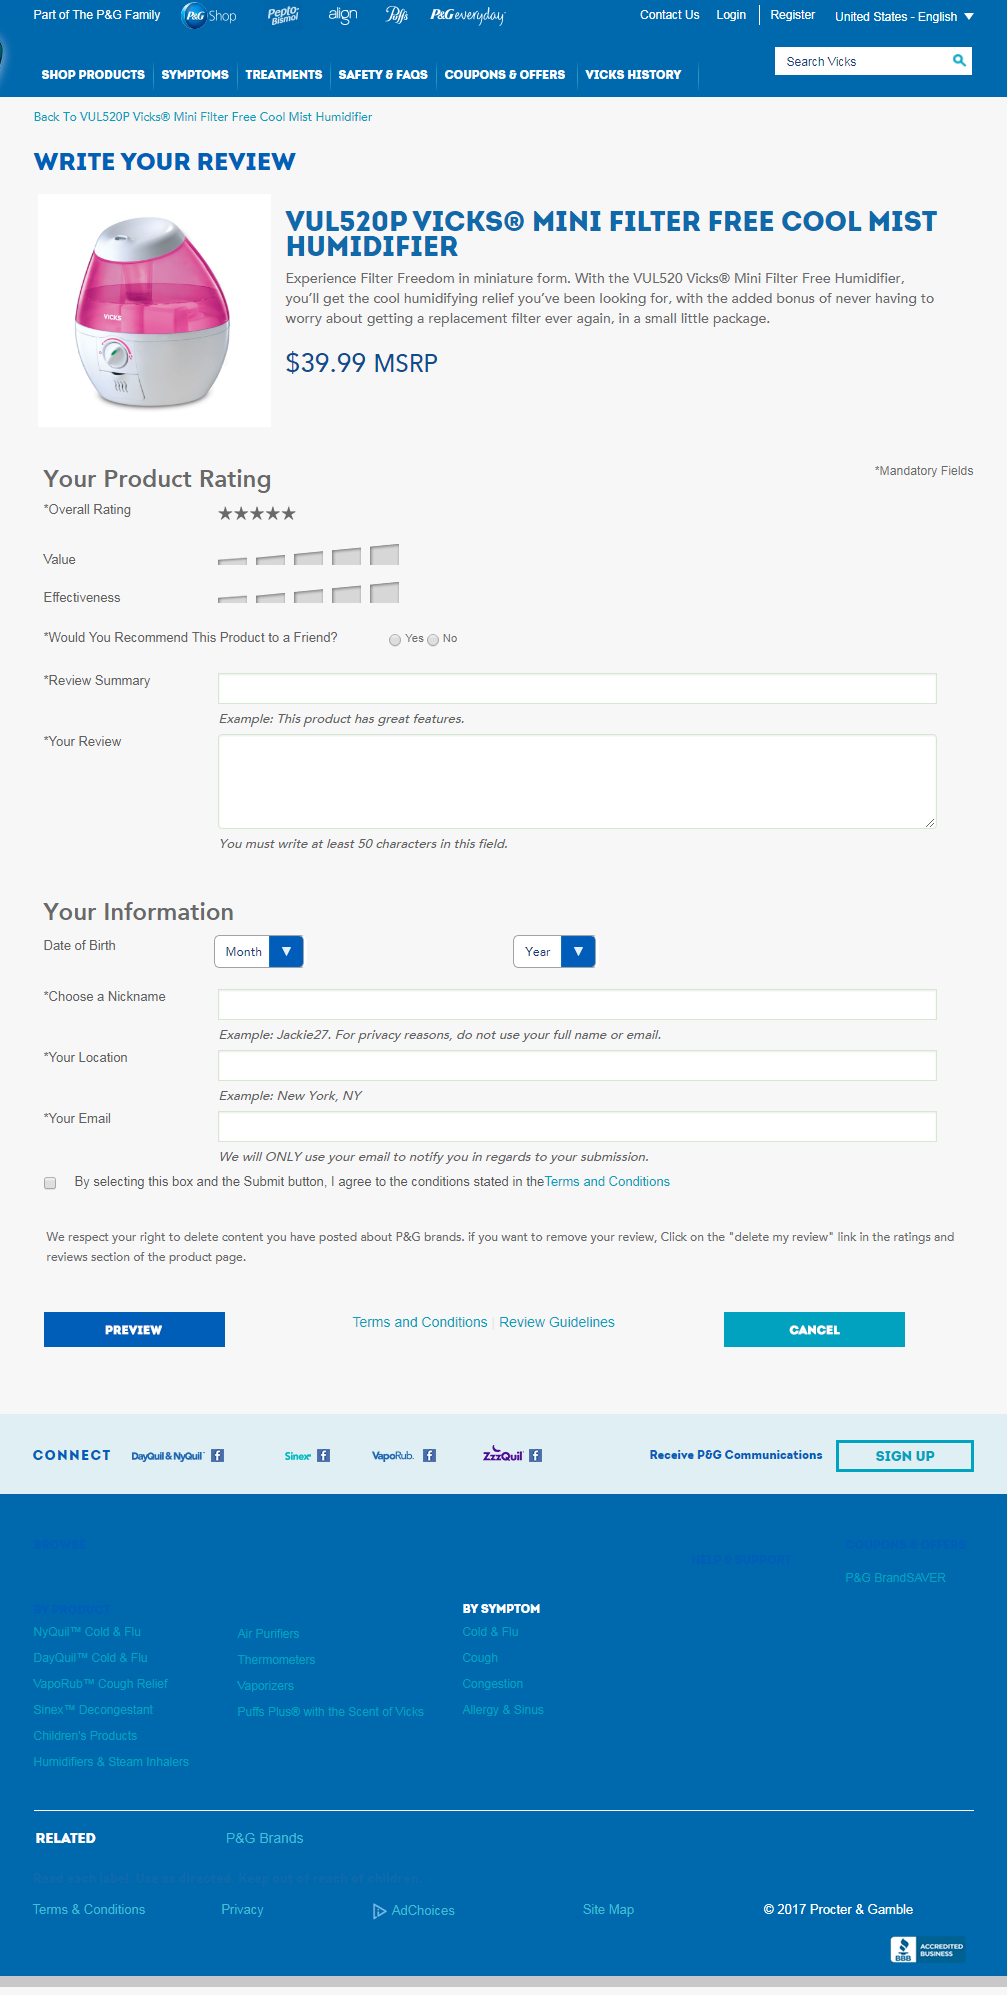 Part of The P&G Family
P&G Shop
Pepto Bismol
align
Puffs
P&G everyday
Contact Us
Login
Register
United States - English
SHOP PRODUCTS
SYMPTOMS
TREATMENTS
SAFETY & FAQS
COUPONS & OFFERS
VICKS HISTORY
Search Vicks
Back To VUL520P Vicks® Mini Filter Free Cool Mist Humidifier
WRITE YOUR REVIEW
VICKS
VUL520P VICKS® MINI FILTER FREE COOL MIST
HUMIDIFIER
Experience Filter Freedom in miniature form. With the VUL520 Vicks® Mini Filter Free Humidifier,
you'll get the cool humidifying relief you've been looking for, with the added bonus of never having to
worry about getting a replacement filter ever again, in a small little package.
$39.99 MSRP
Your Product Rating
*Mandatory Fields
*Overall Rating
Value
Effectiveness
*Would You Recommend This Product to a Friend?
Yes
No
*Review Summary
Example: This product has great features.
*Your Review
You must write at least 50 characters in this field.
Your Information
Date of Birth
Month
Year
*Choose a Nickname
Example: Jackie27. For privacy reasons, do not use your full name or email.
*Your Location
Example: New York, NY
*Your Email
We will ONLY use your email to notify you in regards to your submission.
By selecting this box and the Submit button, I agree to the conditions stated in theTerms and Conditions
We respect your right to delete content you have posted about P&G brands. if you want to remove your review, Click on the "delete my review" link in the ratings and
reviews section of the product page.
PREVIEW
Terms and Conditions | Review Guidelines
CANCEL
CONNECT
DayQuil & NyQuil
Sinex
VapoRub.
ZzzQuil
Receive P&G Communications
SIGN UP
BROWSE
COUPONS & OFFERS
HELP & SUPPORT
P&G BrandSAVER
BY PRODUCT
BY SYMPTOM
NyQuil™ Cold & Flu
Air Purifiers
Cold & Flu
DayQuil™ Cold & Flu
Thermometers
Cough
VapoRub™ Cough Relief
Vaporizers
Congestion
Sinex™ Decongestant
Puffs Plus® with the Scent of Vicks
Allergy & Sinus
Children's Products
Humidifiers & Steam Inhalers
RELATED
P&G Brands
Terms & Conditions
Privacy
AdChoices
Site Map
© 2017 Procter & Gamble
BBB
ACCREDITED
BUSINESS